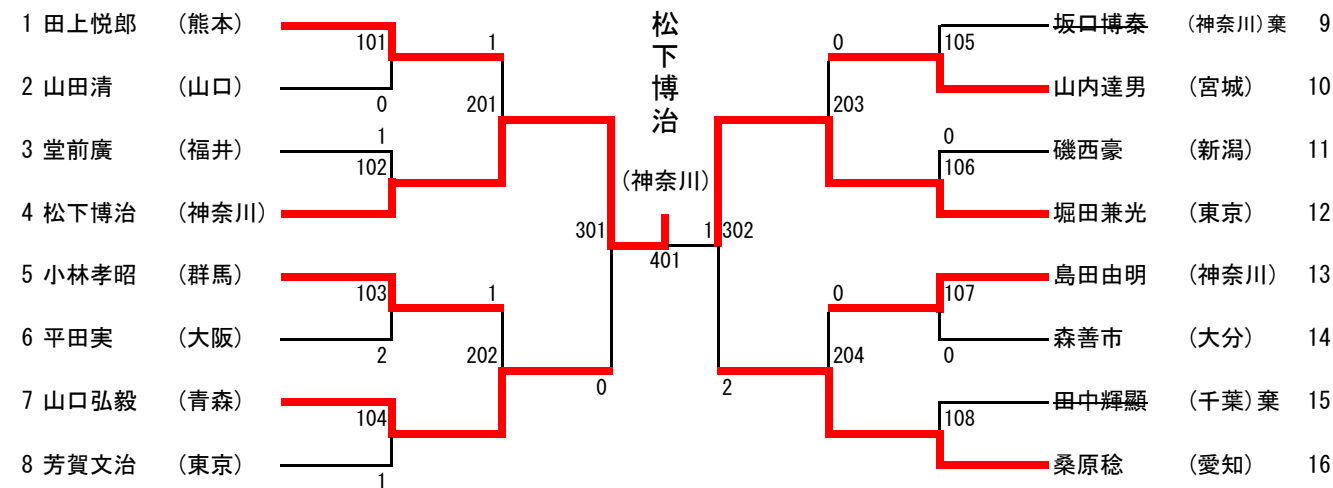 1 田上悦郎 (熊本)
2 山田清 (山口)
3 堂前廣 (福井)
4 松下博治 (神奈川)
5 小林孝昭 (群馬)
6 平田実 (大阪)
7 山口弘毅 (青森)
8 芳賀文治 (東京)
101
0
1
102
103
2
104
1
1
201
1
202
301
0
松下博治
(神奈川)
401
1
302
2
0
203
0
204
105
0
106
107
0
108
坂口博泰 (神奈川)棄 9
山内達男 (宮城) 10
磯西豪 (新潟) 11
堀田兼光 (東京) 12
島田由明 (神奈川) 13
森善市 (大分) 14
田中輝顯 (千葉)棄 15
桑原稔 (愛知) 16